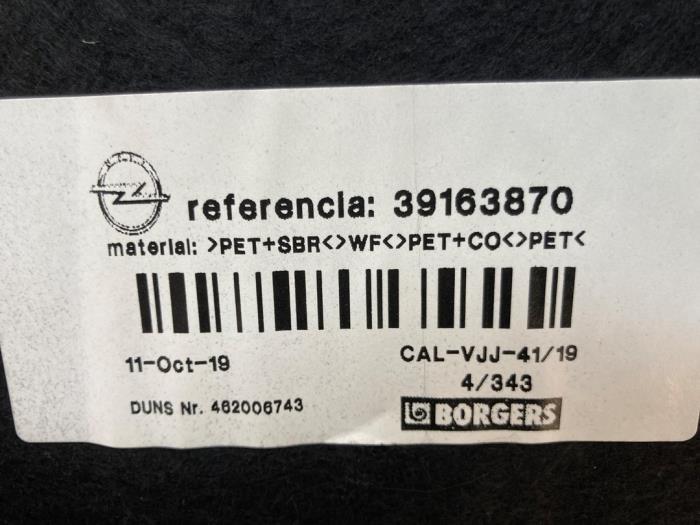 OPEL
referencia: 39163870
material: >PET+SBR<>WF<>PET+CO<>PET<
11-Oct-19
CAL-VJJ-41/19
4/343
DUNS Nr. 462006743
BORGERS